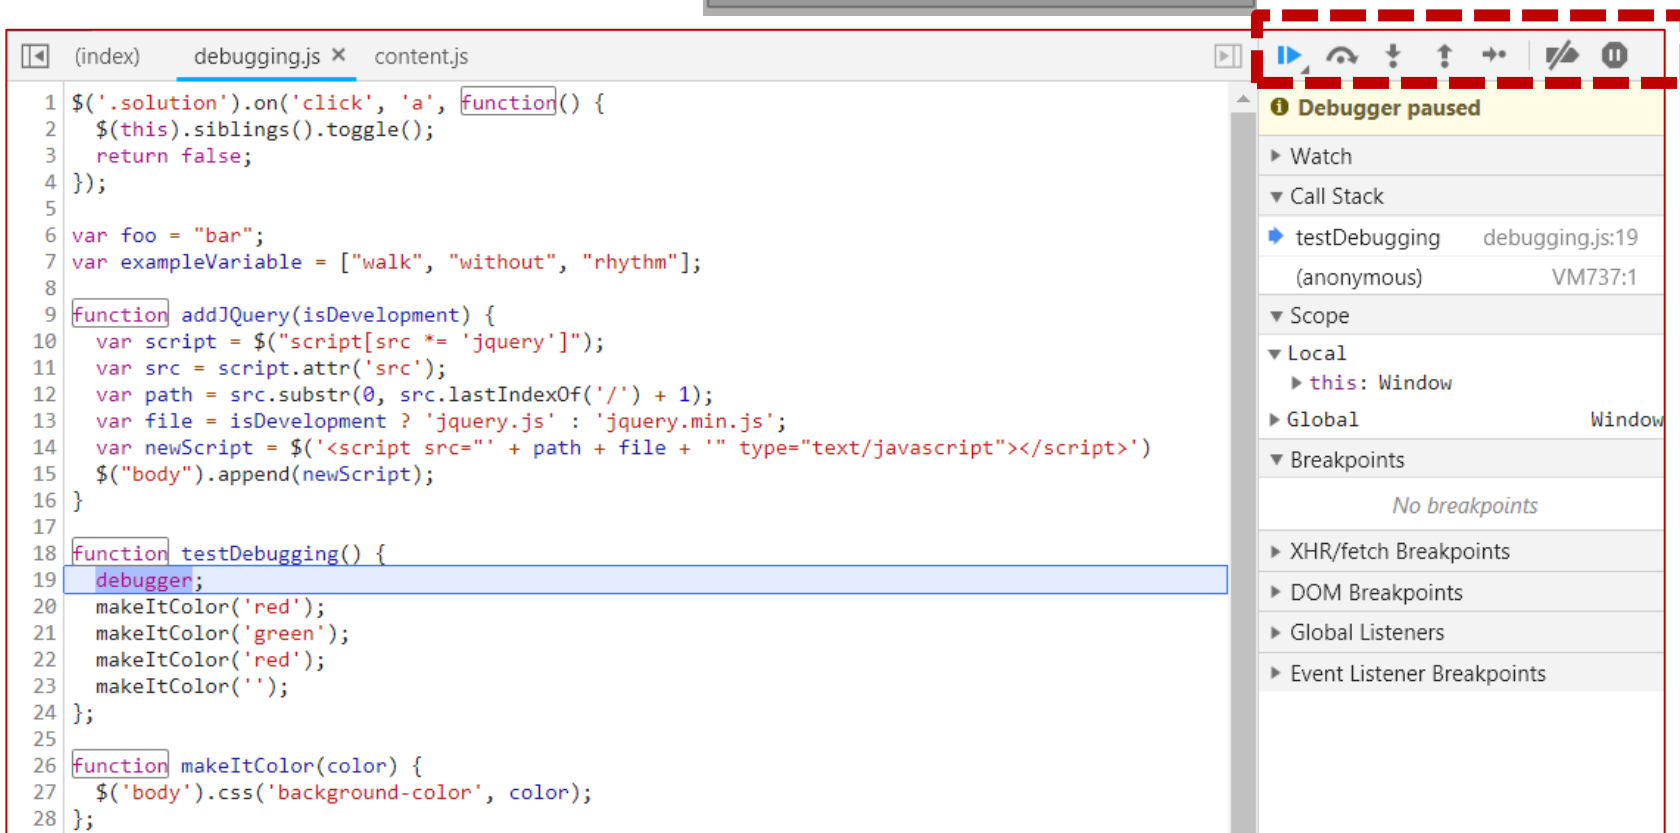 (index) debugging.js × content.js
1 $('.solution').on('click', 'a', function() {
2   $(this).siblings().toggle();
3   return false;
4 });
5
6 var foo = "bar";
7 var exampleVariable = ["walk", "without", "rhythm"];
8
9 function addJQuery(isDevelopment) {
10   var script = $("script[src *= 'jquery']");
11   var src = script.attr('src');
12   var path = src.substr(0, src.lastIndexOf('/') + 1);
13   var file = isDevelopment ? 'jquery.js' : 'jquery.min.js';
14   var newScript = $('<script src="' + path + file + '" type="text/javascript"></script>')
15   $("body").append(newScript);
16 }
17
18 function testDebugging() {
19   debugger;
20   makeItColor('red');
21   makeItColor('green');
22   makeItColor('red');
23   makeItColor('');
24 };
25
26 function makeItColor(color) {
27   $('body').css('background-color', color);
28 };
Debugger paused
Watch
Call Stack
testDebugging debugging.js:19
(anonymous) VM737:1
Scope
Local
this: Window
Global Window
Breakpoints
No breakpoints
XHR/fetch Breakpoints
DOM Breakpoints
Global Listeners
Event Listener Breakpoints